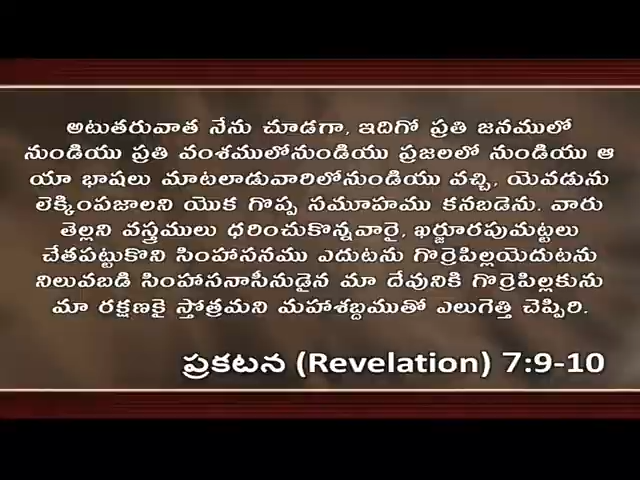 అటుతరువాత నేను చూడగా, ఇదిగో ప్రతి జనములో
నుండియు ప్రతి వంశములోనుండియు ప్రజలలో నుండియు ఆ
యా భాషలు మాటలాడువారిలోనుండియు వచ్చి, యెవడును
లెక్కింపజాలని యొక గొప్ప సమూహము కనబడెను. వారు
తెల్లని వస్త్రములు ధరించుకొన్నవారై, ఖర్జూరపుమట్టలు
చేతపట్టుకొని సింహాసనము ఎదుటను గొర్రెపిల్లయెదుటను
నిలువబడి సింహాసనాసీనుడైన మా దేవునికి గొర్రెపిల్లకును
మా రక్షణకై స్తోత్రమని మహాశబ్దముతో ఎలుగెత్తి చెప్పిరి.
ప్రకటన (Revelation) 7:9-10